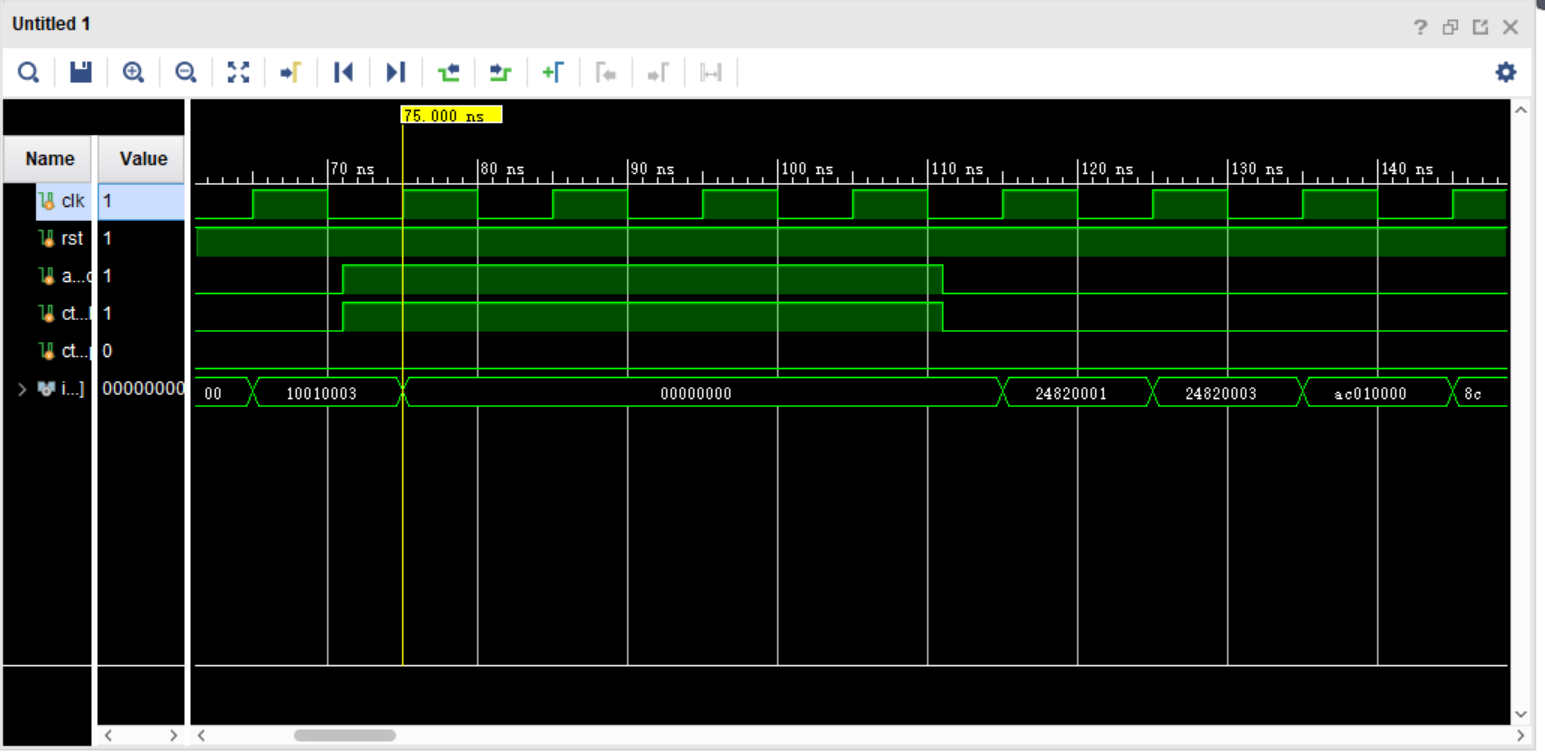 Untitled 1
75.000 ns
Name Value
70 ns 80 ns 90 ns 100 ns 110 ns 120 ns 130 ns 140 ns
clk 1
rst 1
a...c 1
ct...l 1
ct...p 0
i...] 00000000 00 10010003 00000000 24820001 24820003 ac010000 8c